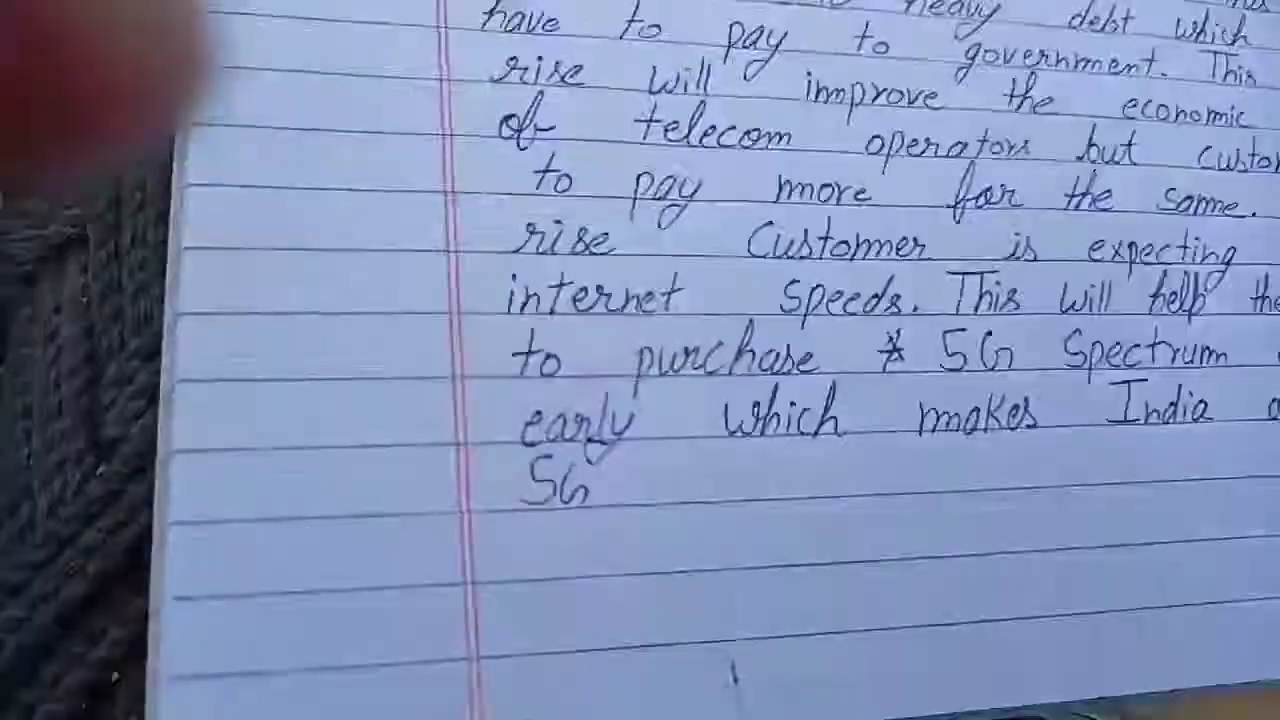 heavy debt which
have to pay to government. This
rise will improve the economic
of telecom operators but
to pay more for the same.
rise Customer is expecting
internet speeds. This will help
to purchase 5G Spectrum
early which makes India
5G